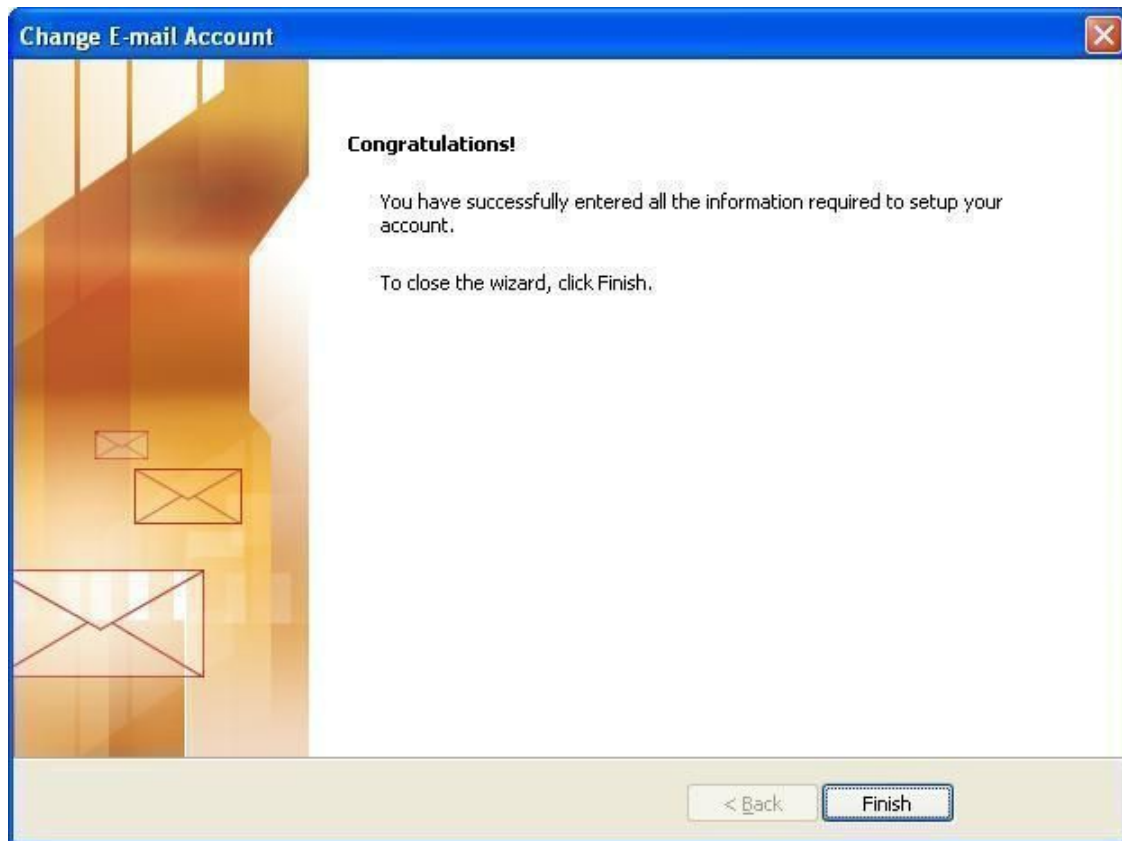 Change E-mail Account
Congratulations!
You have successfully entered all the information required to setup your
account.
To close the wizard, click Finish.
< Back
Finish